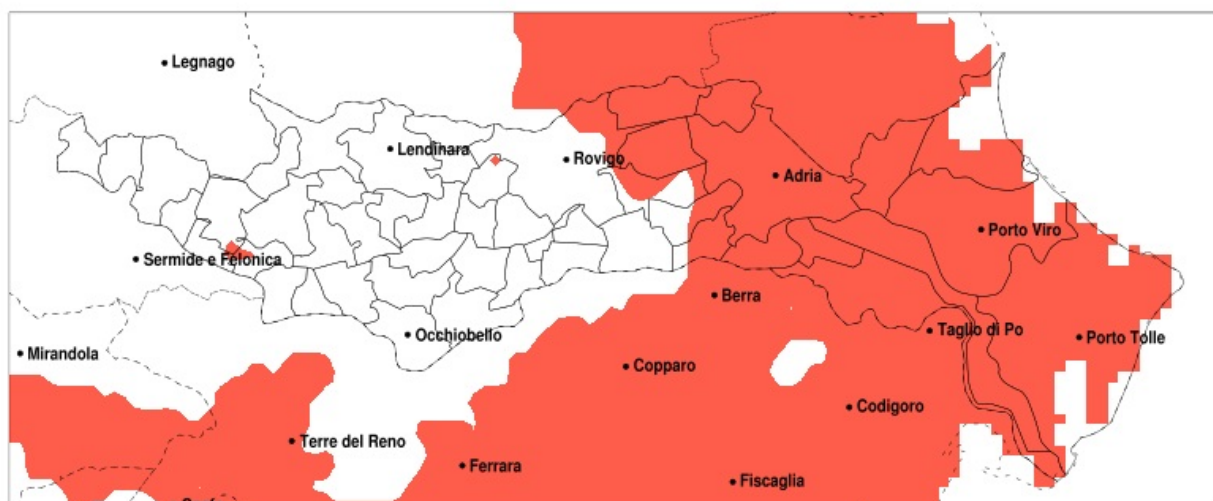 Legnago
Lendinara
Rovigo
Adria
Porto Viro
Sermide e Felonica
Berra
Occhiobello
Taglio di Po
Porto Tolle
Mirandola
Copparo
Codigoro
Terre del Reno
Ferrara
Fiscaglia